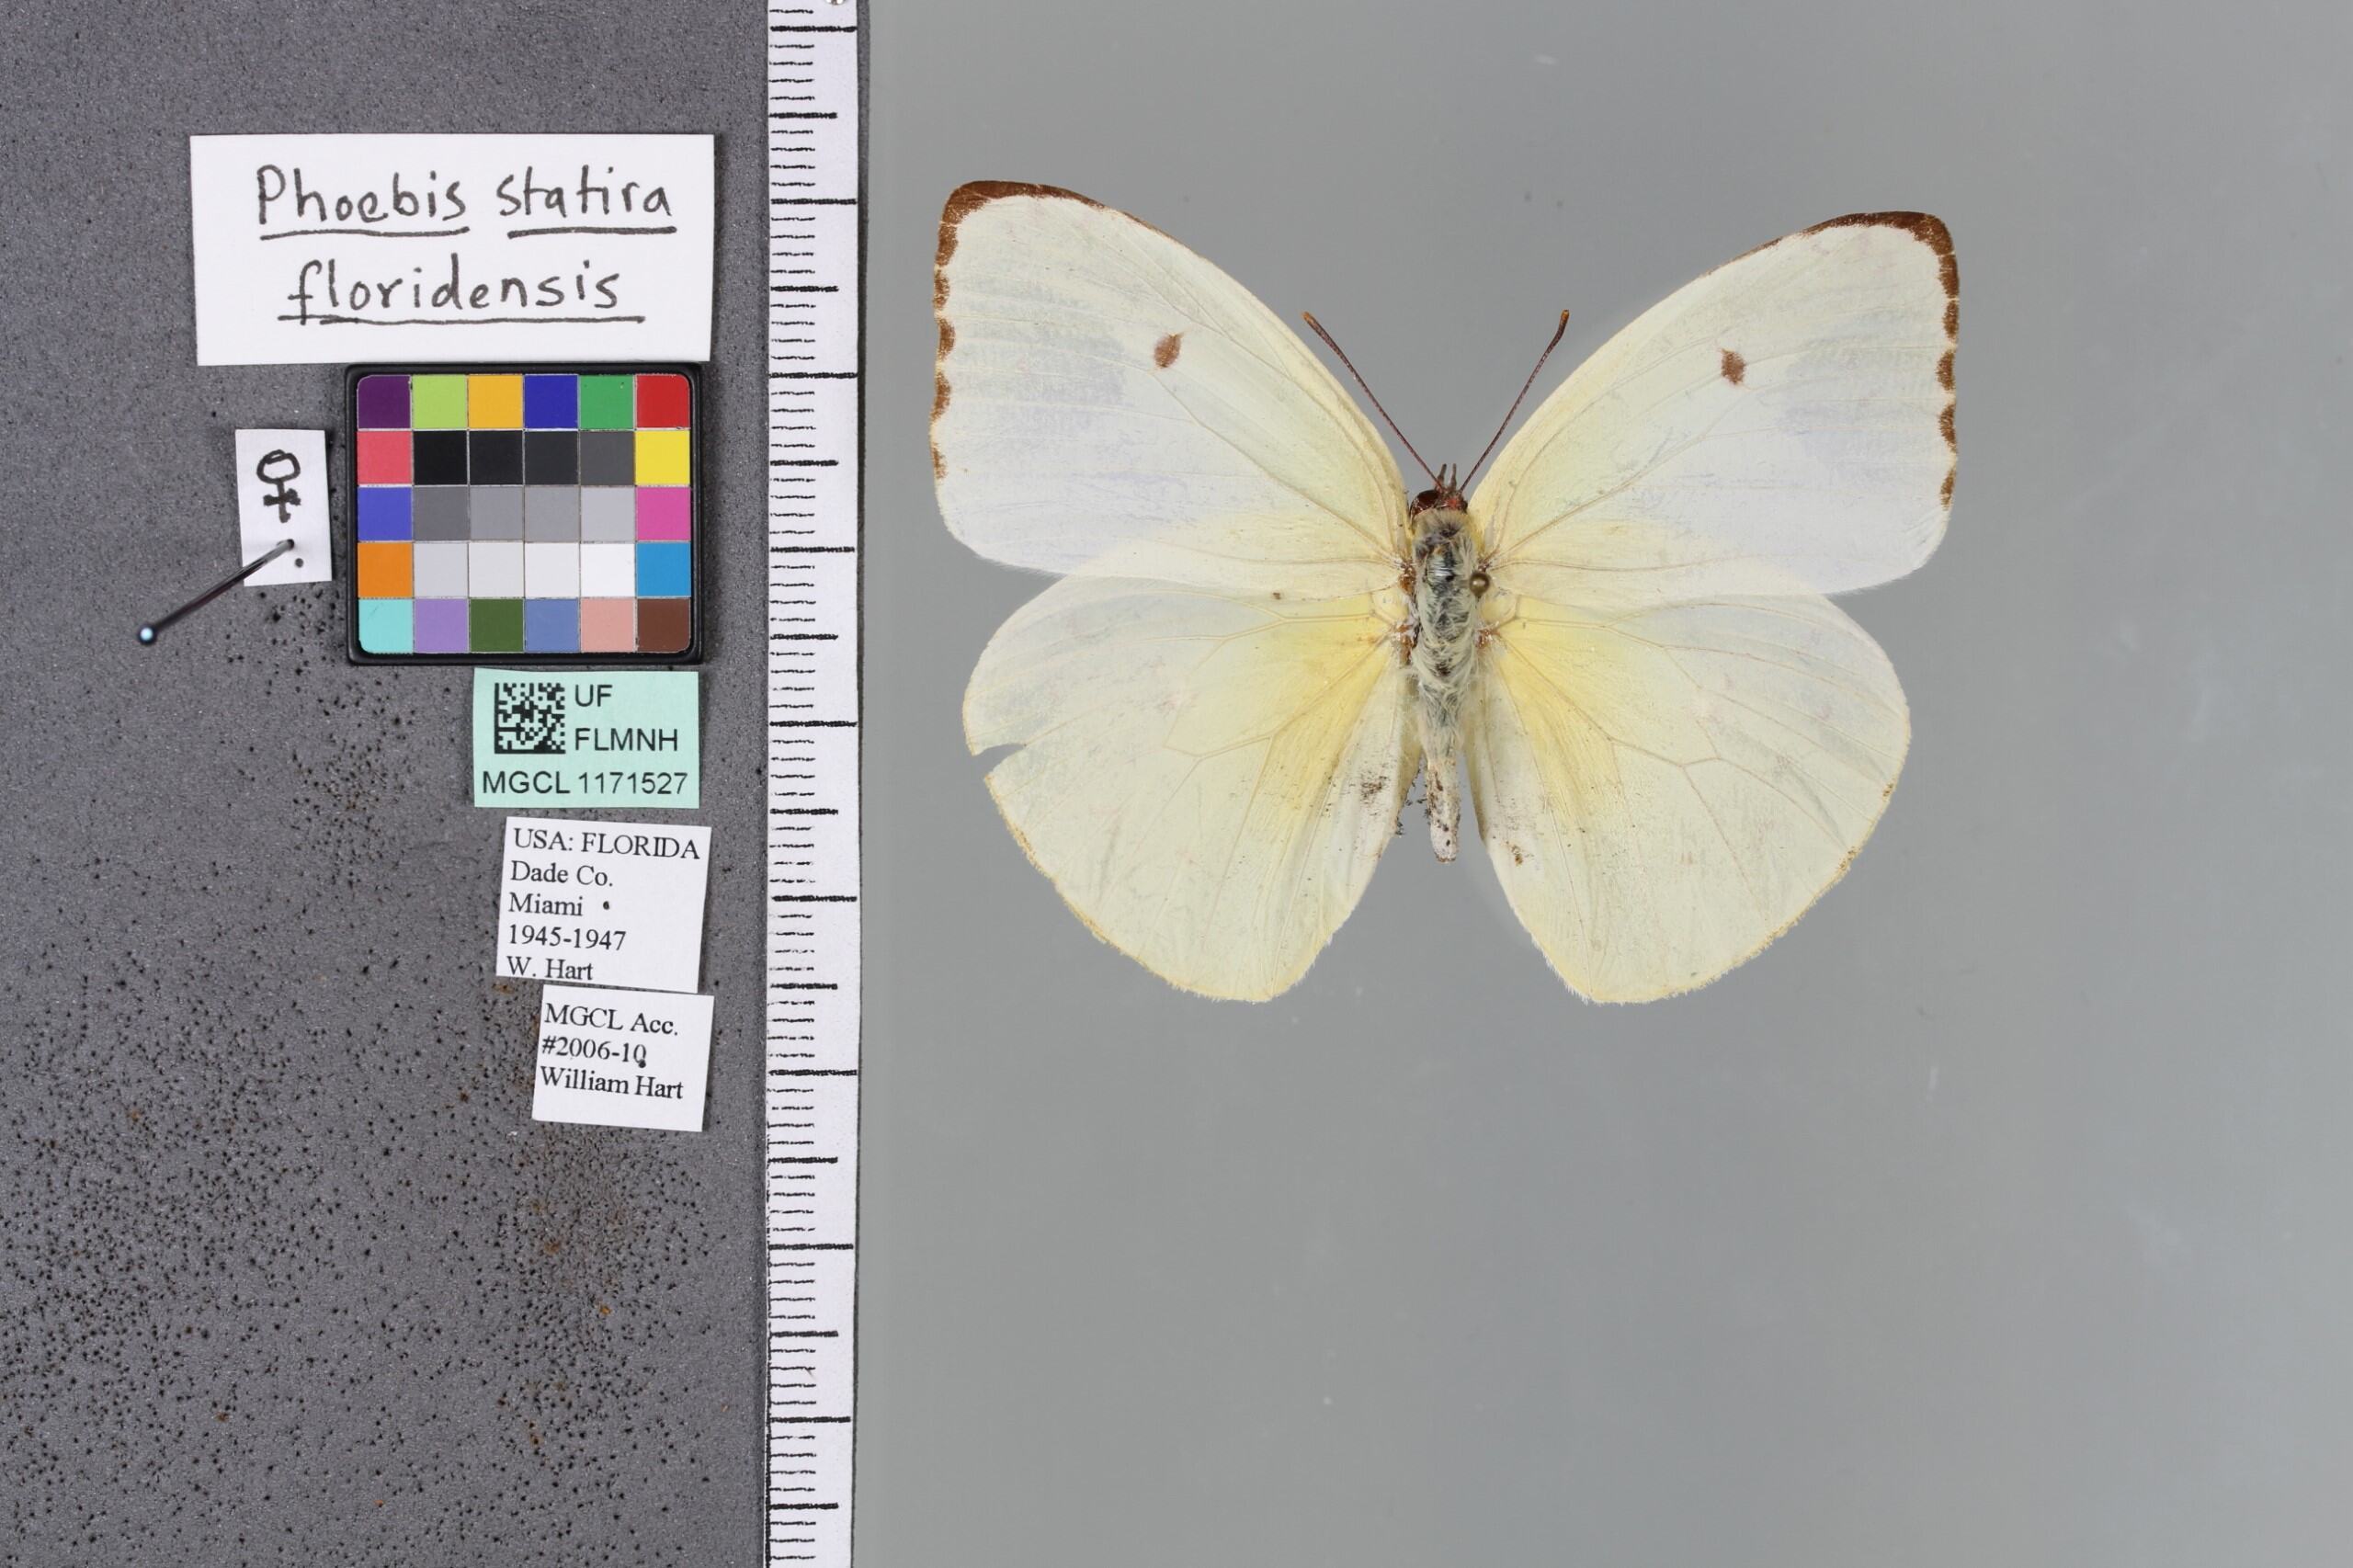 Phoebis statira
floridensis
♀
UF
FLMNH
MGCL 1171527
USA: FLORIDA
Dade Co.
Miami
1945-1947
W. Hart
MGCL Acc.
#2006-10
William Hart